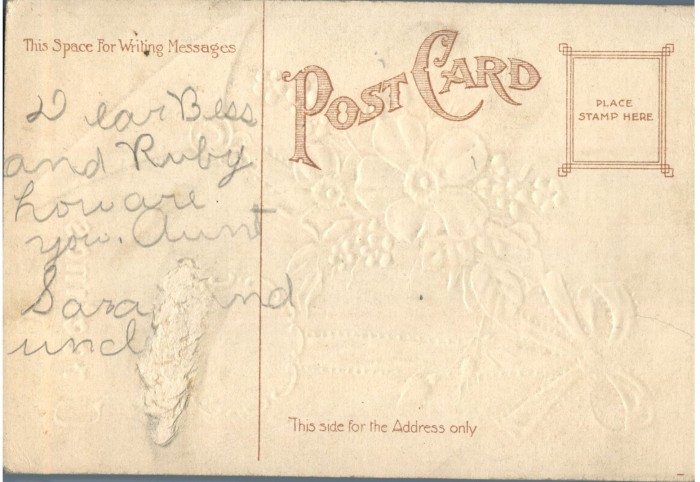 This Space For Writing Messages
POST CARD
PLACE
STAMP HERE
Dear Bess
and Ruby
how are
you. Aunt
Sara and
uncl
This side for the Address only